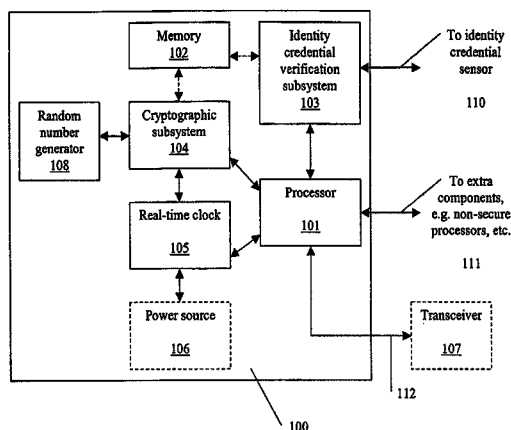 Memory
102
Identity
credential
verification
subsystem
103
To identity
credential
sensor
110
Random
number
generator
108
Cryptographic
subsystem
104
Processor
101
To extra
components,
e.g. non-secure
processors, etc.
111
Real-time clock
105
Power source
106
Transceiver
107
112
100